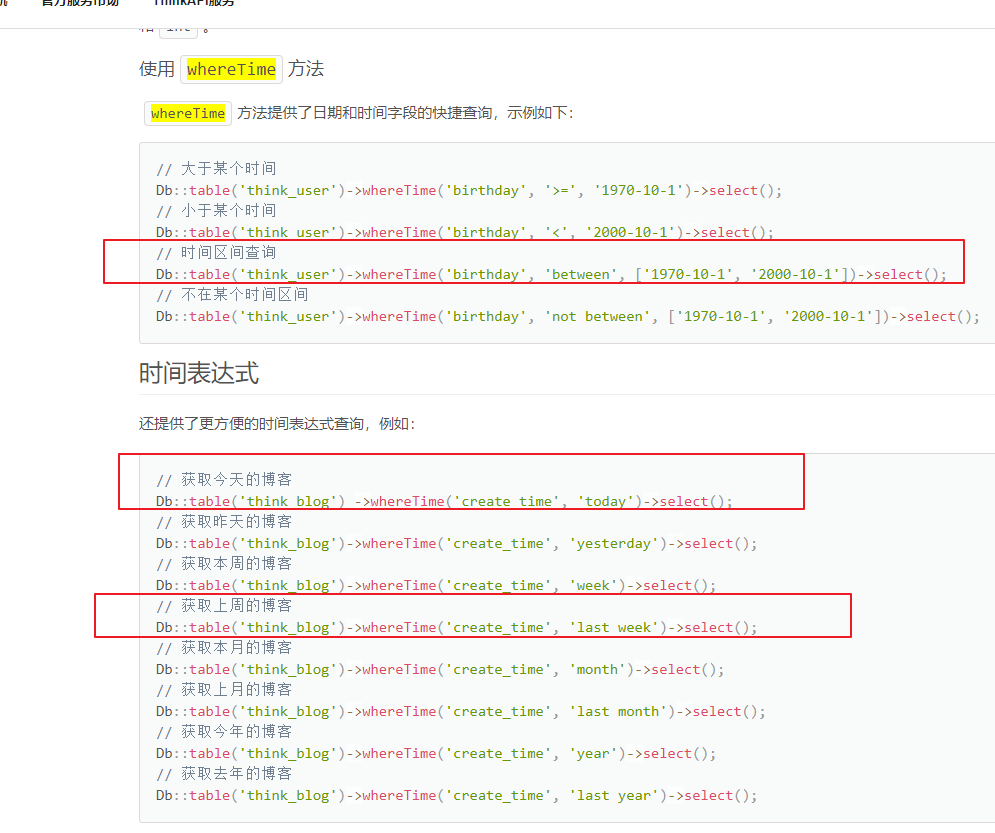 官方服务市场 ThinkAPI服务
使用 whereTime 方法
whereTime 方法提供了日期和时间字段的快捷查询，示例如下：
// 大于某个时间
Db::table('think_user')->whereTime('birthday', '>=', '1970-10-1')->select();
// 小于某个时间
Db::table('think_user')->whereTime('birthday', '<', '2000-10-1')->select();
// 时间区间查询
Db::table('think_user')->whereTime('birthday', 'between', ['1970-10-1', '2000-10-1'])->select();
// 不在某个时间区间
Db::table('think_user')->whereTime('birthday', 'not between', ['1970-10-1', '2000-10-1'])->select();
时间表达式
还提供了更方便的时间表达式查询，例如：
// 获取今天的博客
Db::table('think_blog') ->whereTime('create_time', 'today')->select();
// 获取昨天的博客
Db::table('think_blog')->whereTime('create_time', 'yesterday')->select();
// 获取本周的博客
Db::table('think_blog')->whereTime('create_time', 'week')->select();
// 获取上周的博客
Db::table('think_blog')->whereTime('create_time', 'last week')->select();
// 获取本月的博客
Db::table('think_blog')->whereTime('create_time', 'month')->select();
// 获取上月的博客
Db::table('think_blog')->whereTime('create_time', 'last month')->select();
// 获取今年的博客
Db::table('think_blog')->whereTime('create_time', 'year')->select();
// 获取去年的博客
Db::table('think_blog')->whereTime('create_time', 'last year')->select();